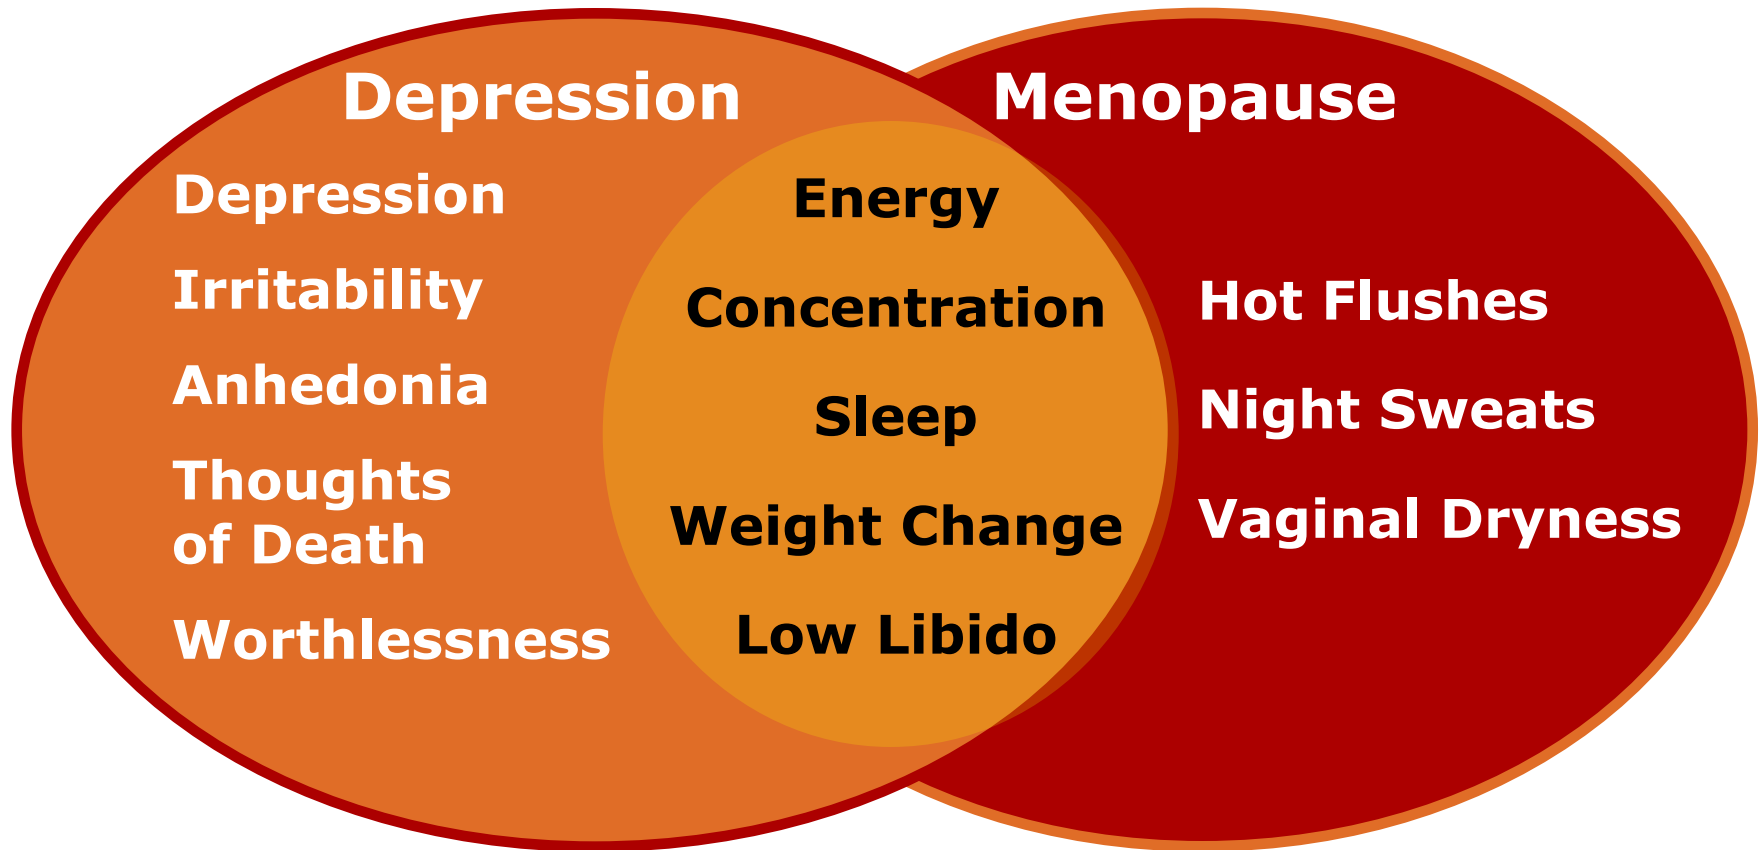 Depression
Depression
Irritability
Anhedonia
Thoughts
of Death
Worthlessness
Energy
Concentration
Sleep
Weight Change
Low Libido
Menopause
Hot Flushes
Night Sweats
Vaginal Dryness